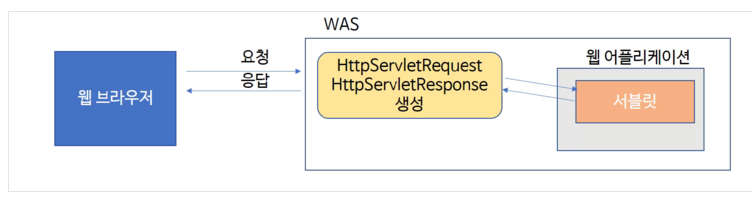 WAS
웹 브라우저
요청
응답
HttpServletRequest
HttpServletResponse
생성
웹 어플리케이션
서블릿